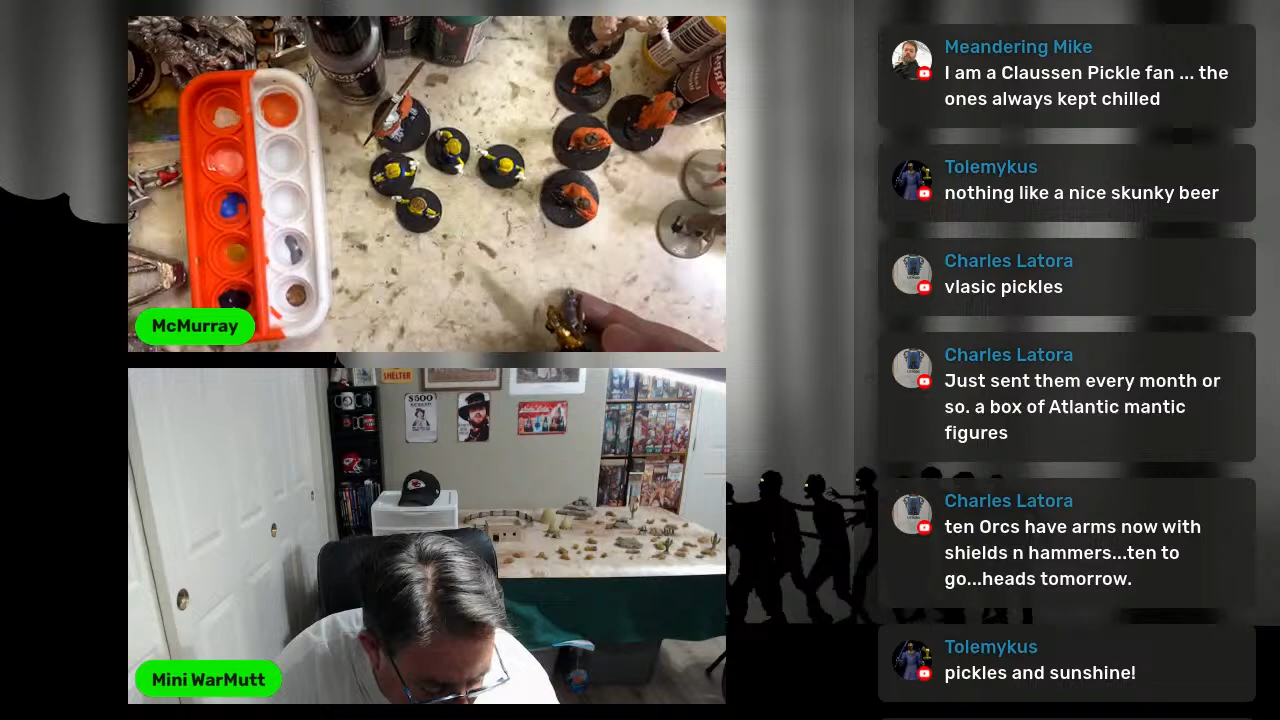 McMurray
SHELTER
$500
Mini WarMutt
Meandering Mike
I am a Claussen Pickle fan ... the
ones always kept chilled
Tolemykus
nothing like a nice skunky beer
Charles Latora
vlasic pickles
Charles Latora
Just sent them every month or
so. a box of Atlantic mantic
figures
Charles Latora
ten Orcs have arms now with
shields n hammers...ten to
go...heads tomorrow.
Tolemykus
pickles and sunshine!